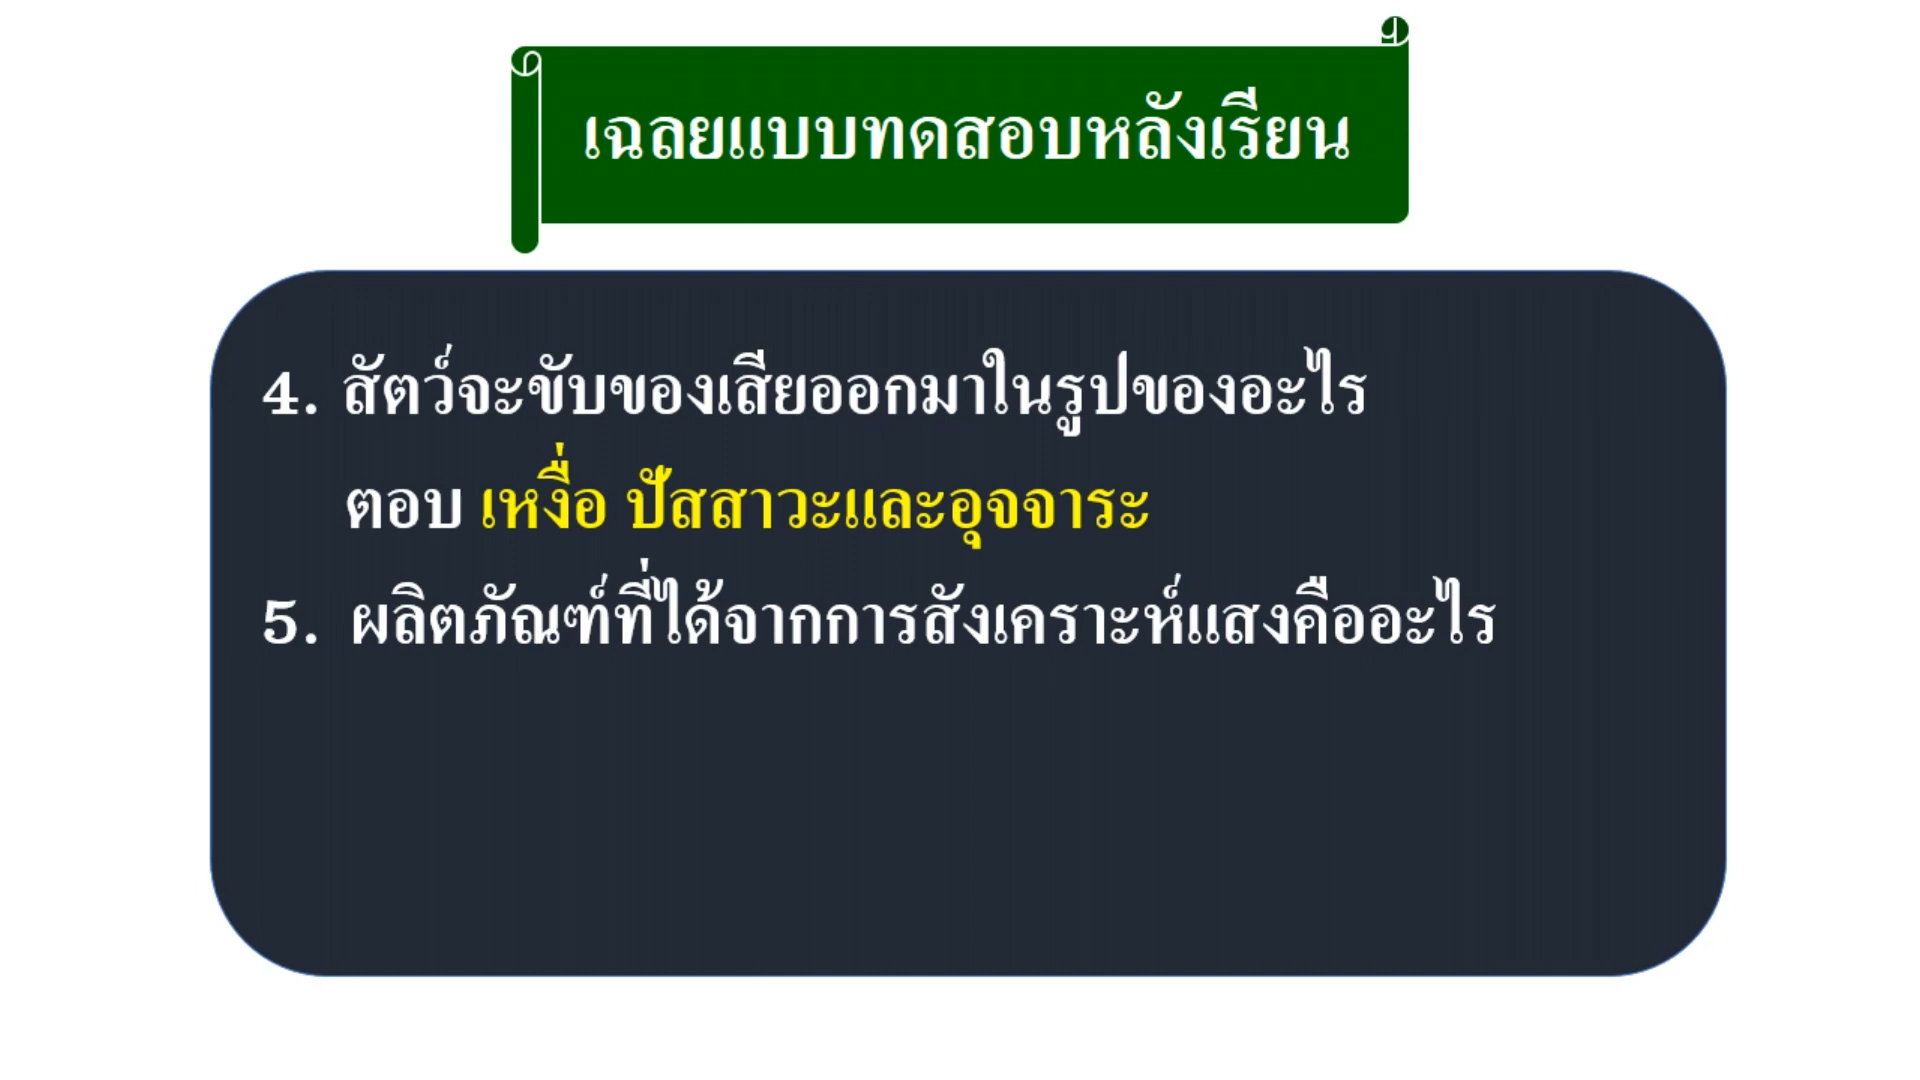 เฉลยแบบทดสอบหลังเรียน
4. สัตว์จะขับของเสียออกมาในรูปของอะไร
ตอบ เหงื่อ ปัสสาวะและอุจจาระ
5. ผลิตภัณฑ์ที่ได้จากการสังเคราะห์แสงคืออะไร